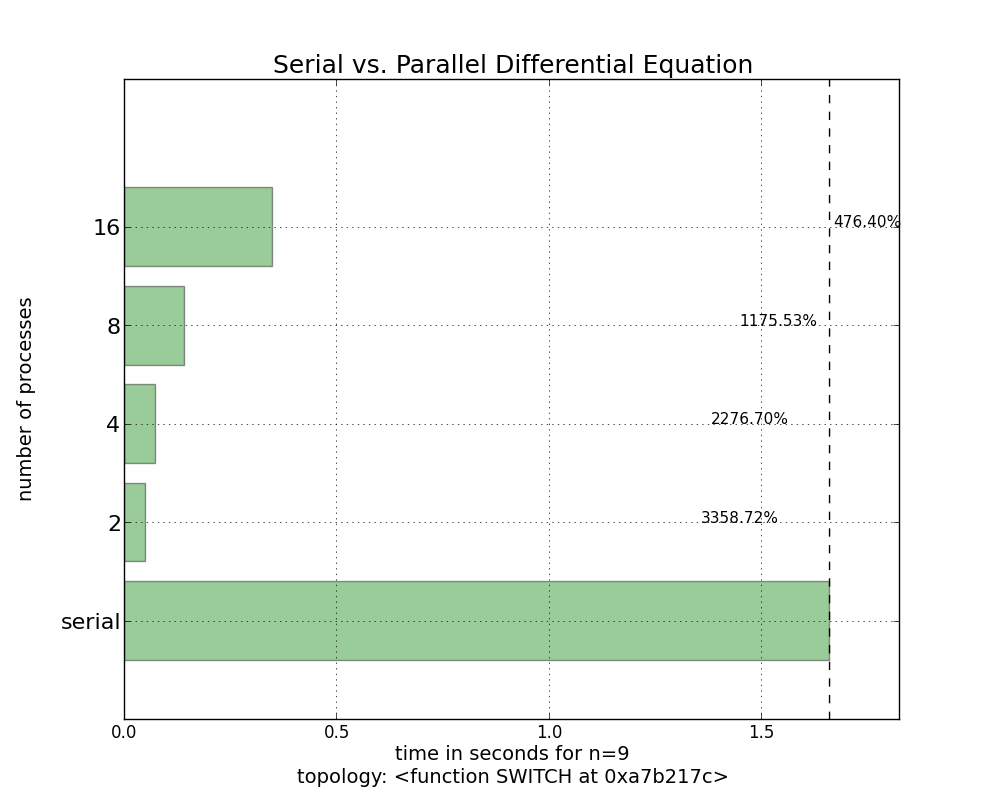 Serial vs. Parallel Differential Equation
number of processes
16
476.40%
8
1175.53%
4
2276.70%
2
3358.72%
serial
0.0 0.5 1.0 1.5
time in seconds for n=9
topology: <function SWITCH at 0xa7b217c>